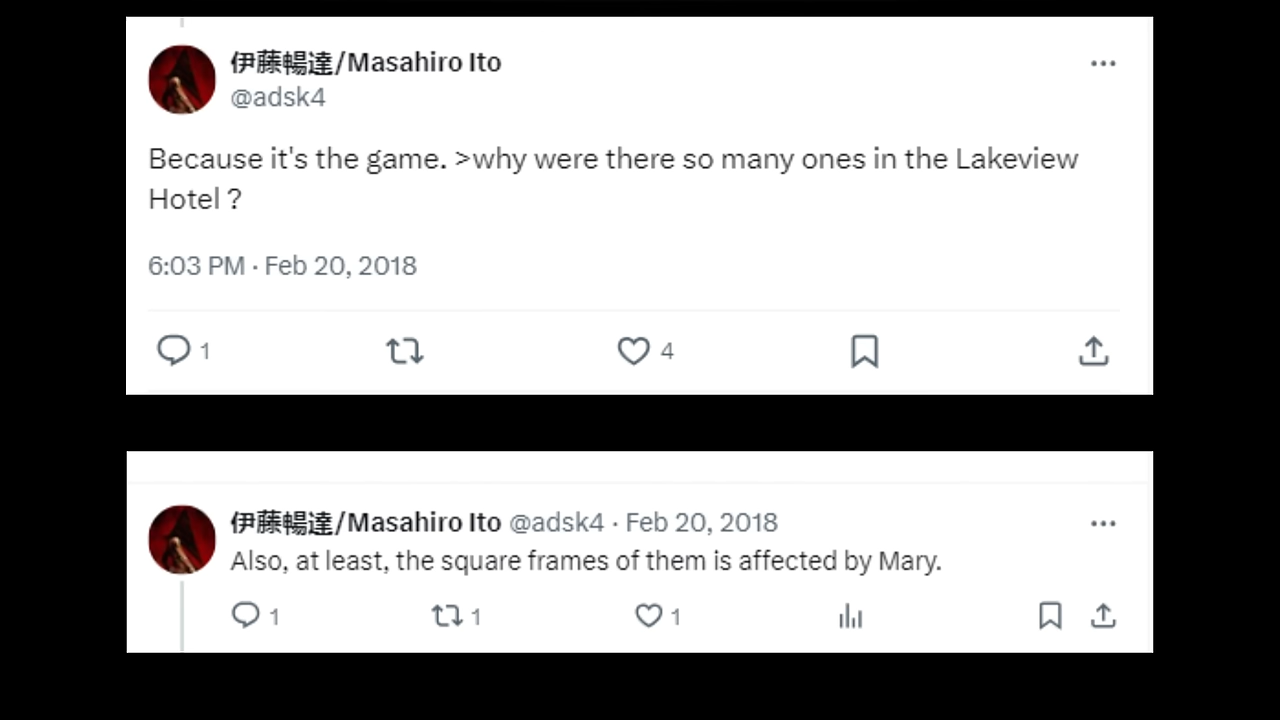 伊藤暢達/Masahiro Ito
@adsk4
Because it's the game. >why were there so many ones in the Lakeview
Hotel ?
6:03 PM · Feb 20, 2018
1
4
伊藤暢達/Masahiro Ito @adsk4 · Feb 20, 2018
Also, at least, the square frames of them is affected by Mary.
1
1
1